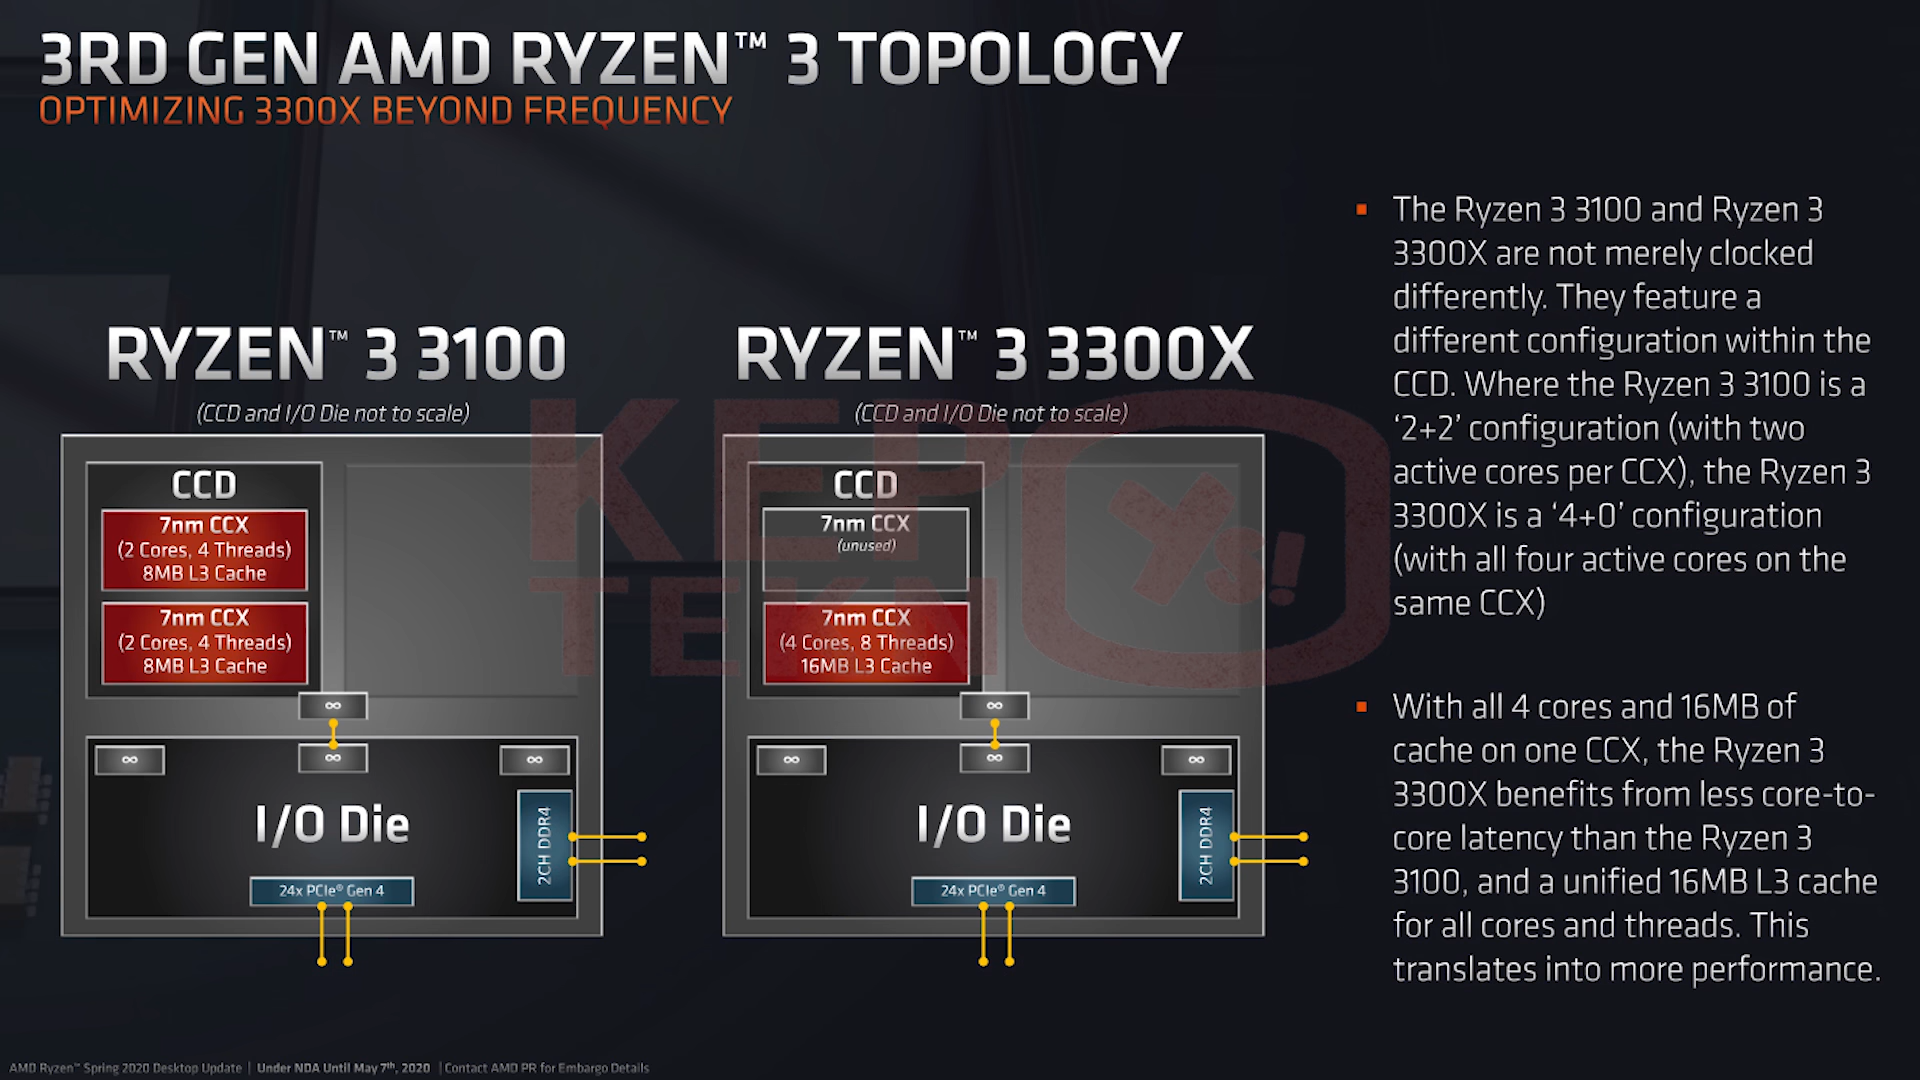 3RD GEN AMD RYZEN™ 3 TOPOLOGY
OPTIMIZING 3300X BEYOND FREQUENCY
RYZEN™ 3 3100
(CCD and I/O Die not to scale)
CCD
7nm CCX
(2 Cores, 4 Threads)
8MB L3 Cache
7nm CCX
(2 Cores, 4 Threads)
8MB L3 Cache
∞
∞
∞
∞
I/O Die
2CH DDR4
24x PCIe® Gen 4
RYZEN™ 3 3300X
(CCD and I/O Die not to scale)
CCD
7nm CCX
(unused)
7nm CCX
(4 Cores, 8 Threads)
16MB L3 Cache
∞
∞
∞
∞
I/O Die
2CH DDR4
24x PCIe® Gen 4
▪ The Ryzen 3 3100 and Ryzen 3
3300X are not merely clocked
differently. They feature a
different configuration within the
CCD. Where the Ryzen 3 3100 is a
‘2+2’ configuration (with two
active cores per CCX), the Ryzen 3
3300X is a ‘4+0’ configuration
(with all four active cores on the
same CCX)
▪ With all 4 cores and 16MB of
cache on one CCX, the Ryzen 3
3300X benefits from less core-to-
core latency than the Ryzen 3
3100, and a unified 16MB L3 cache
for all cores and threads. This
translates into more performance.
KEPO
TEKNO
YS!
AMD Ryzen™ Spring 2020 Desktop Update | Under NDA Until May 7th, 2020 | Contact AMD PR for Embargo Details